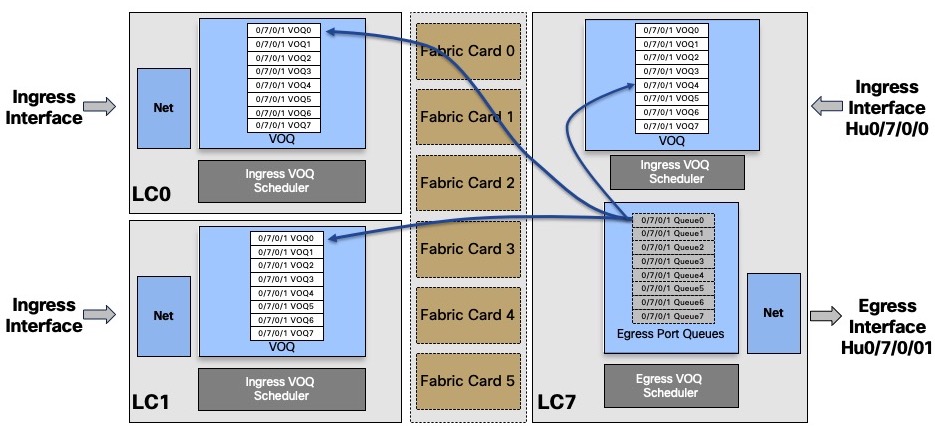 0/7/0/1 VOQ0
0/7/0/1 VOQ1
0/7/0/1 VOQ2
0/7/0/1 VOQ3
0/7/0/1 VOQ4
0/7/0/1 VOQ5
0/7/0/1 VOQ6
0/7/0/1 VOQ7
VOQ
Ingress
Interface
Net
Ingress VOQ
Scheduler
LC0
0/7/0/1 VOQ0
0/7/0/1 VOQ1
0/7/0/1 VOQ2
0/7/0/1 VOQ3
0/7/0/1 VOQ4
0/7/0/1 VOQ5
0/7/0/1 VOQ6
0/7/0/1 VOQ7
VOQ
Ingress
Interface
Net
Ingress VOQ
Scheduler
LC1
Fabric Card 0
Fabric Card 1
Fabric Card 2
Fabric Card 3
Fabric Card 4
Fabric Card 5
0/7/0/1 VOQ0
0/7/0/1 VOQ1
0/7/0/1 VOQ2
0/7/0/1 VOQ3
0/7/0/1 VOQ4
0/7/0/1 VOQ5
0/7/0/1 VOQ6
0/7/0/1 VOQ7
VOQ
Ingress
Interface
Hu0/7/0/0
Ingress VOQ
Scheduler
0/7/0/1 Queue0
0/7/0/1 Queue1
0/7/0/1 Queue2
0/7/0/1 Queue3
0/7/0/1 Queue4
0/7/0/1 Queue5
0/7/0/1 Queue6
0/7/0/1 Queue7
Egress Port Queues
Net
Egress
Interface
Hu0/7/0/01
Egress VOQ
Scheduler
LC7